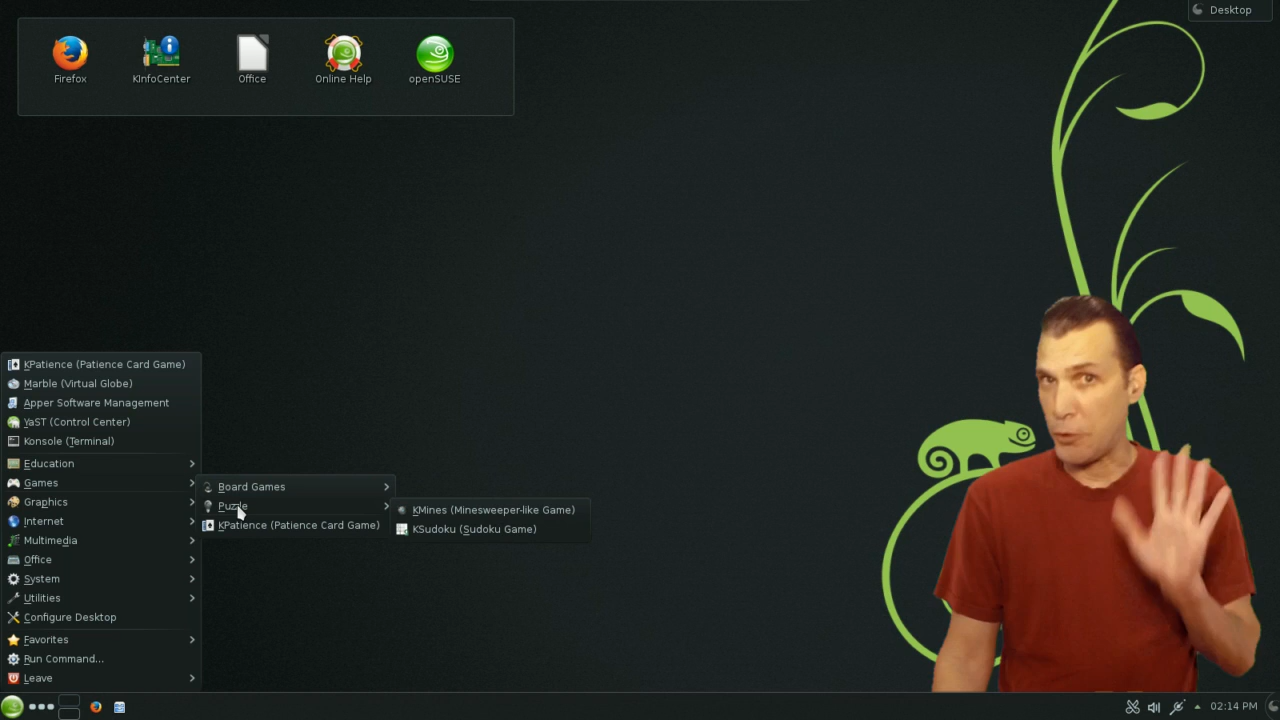 Desktop
Firefox
KInfoCenter
Office
Online Help
openSUSE
KPatience (Patience Card Game)
Marble (Virtual Globe)
Apper Software Management
YaST (Control Center)
Konsole (Terminal)
Education
Games
Graphics
Internet
Multimedia
Office
System
Utilities
Configure Desktop
Favorites
Run Command...
Leave
Board Games
Puzzle
KPatience (Patience Card Game)
KMines (Minesweeper-like Game)
KSudoku (Sudoku Game)
02:14 PM